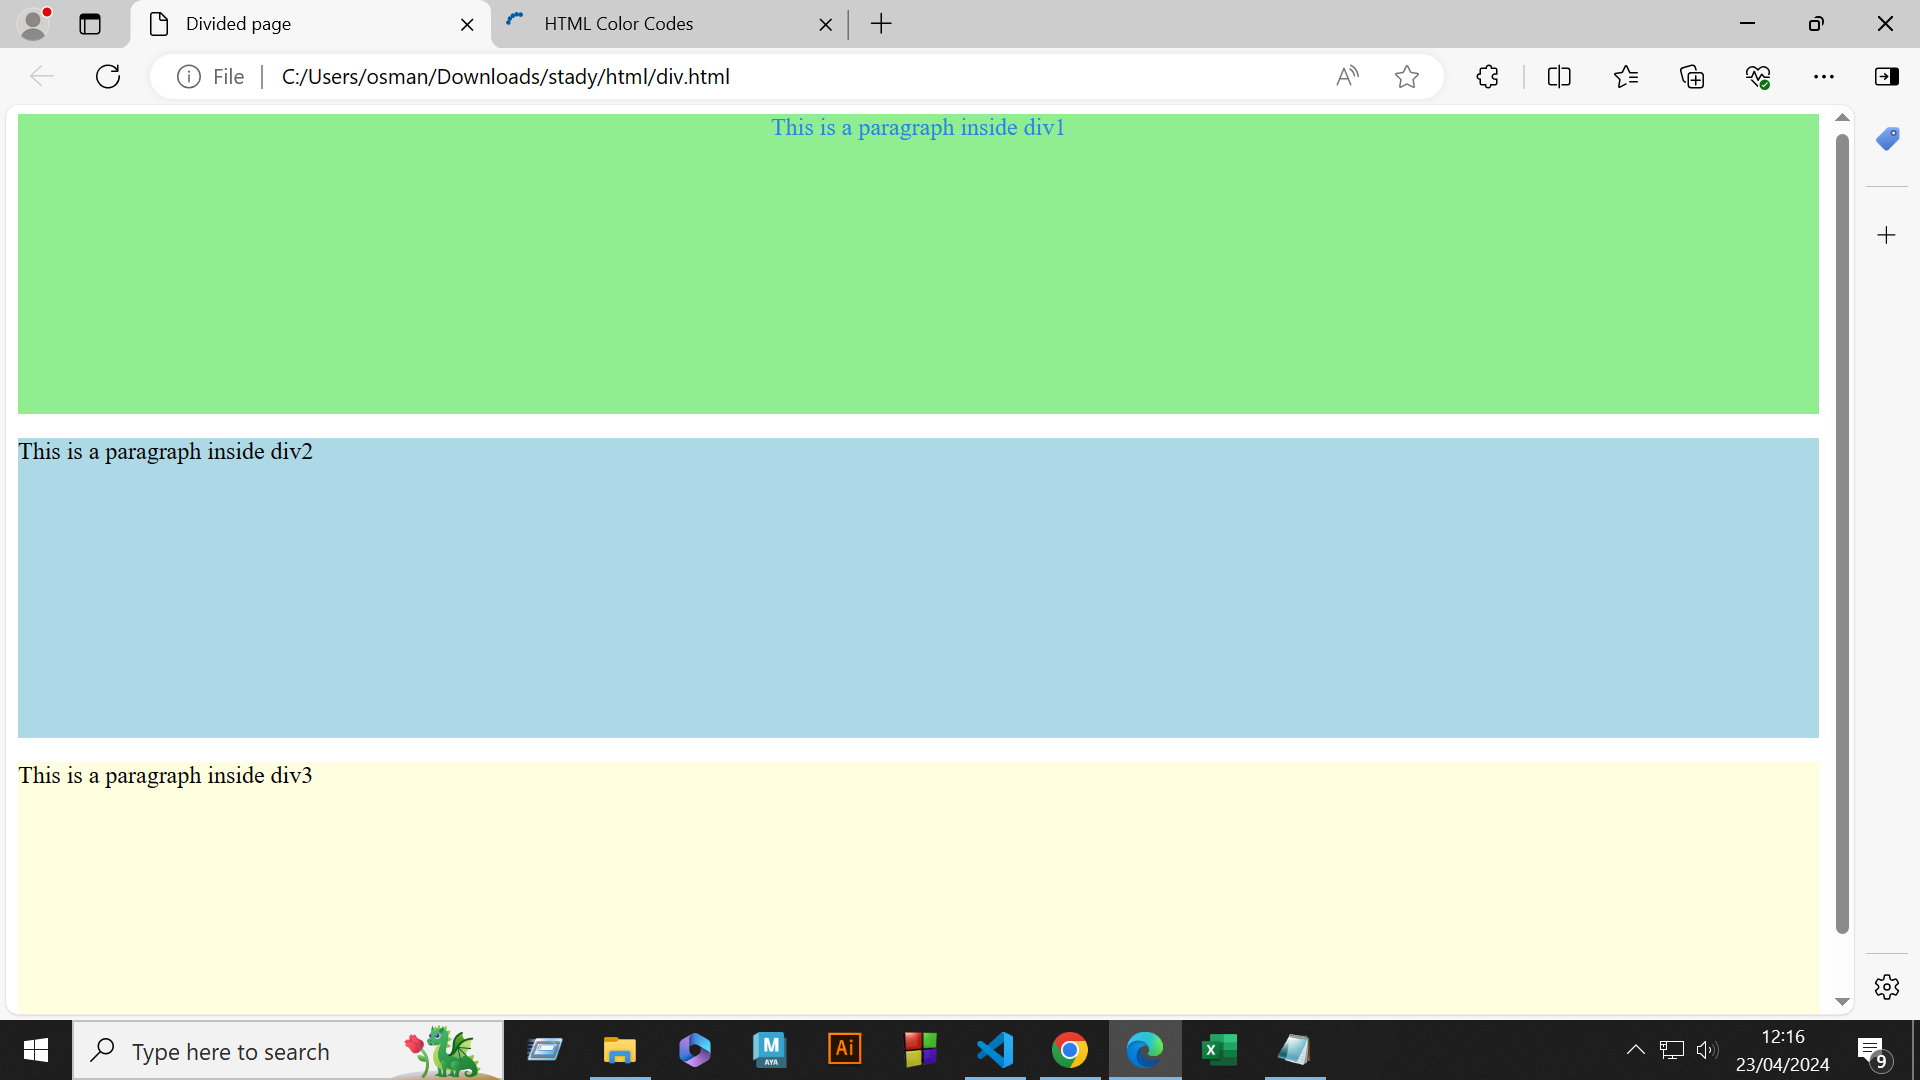 Divided page
HTML Color Codes
File
C:/Users/osman/Downloads/stady/html/div.html
This is a paragraph inside div1
This is a paragraph inside div2
This is a paragraph inside div3
Type here to search
M
AYA
Ai
X
12:16
23/04/2024
9